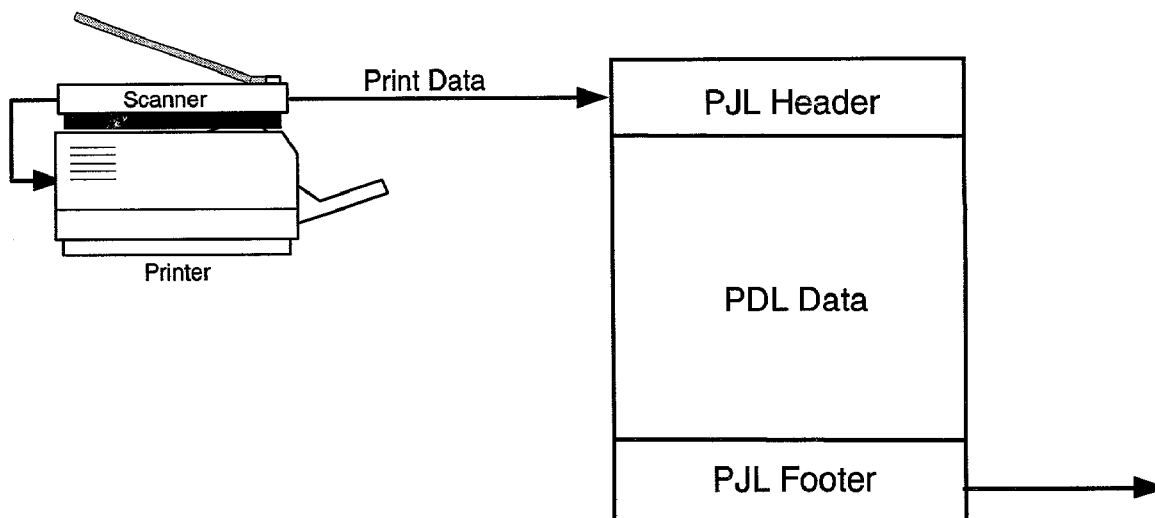 Scanner
Print Data
Printer
PJL Header
PDL Data
PJL Footer